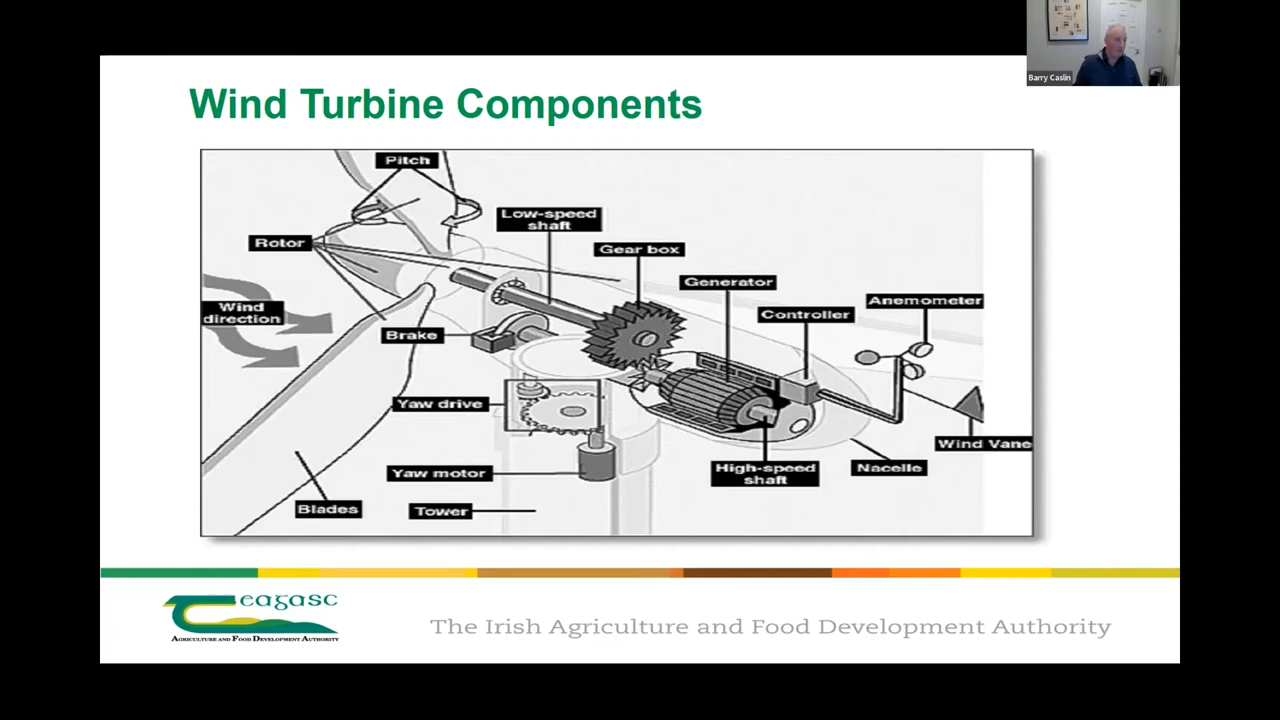 Barry Caslin
Wind Turbine Components
Pitch
Low-speed
shaft
Rotor
Gear box
Generator
Wind
direction
Anemometer
Controller
Brake
Yaw drive
Wind Vane
Yaw motor
High-speed
shaft
Nacelle
Blades
Tower
eagasc
Agriculture and Food Development Authority
The Irish Agriculture and Food Development Authority